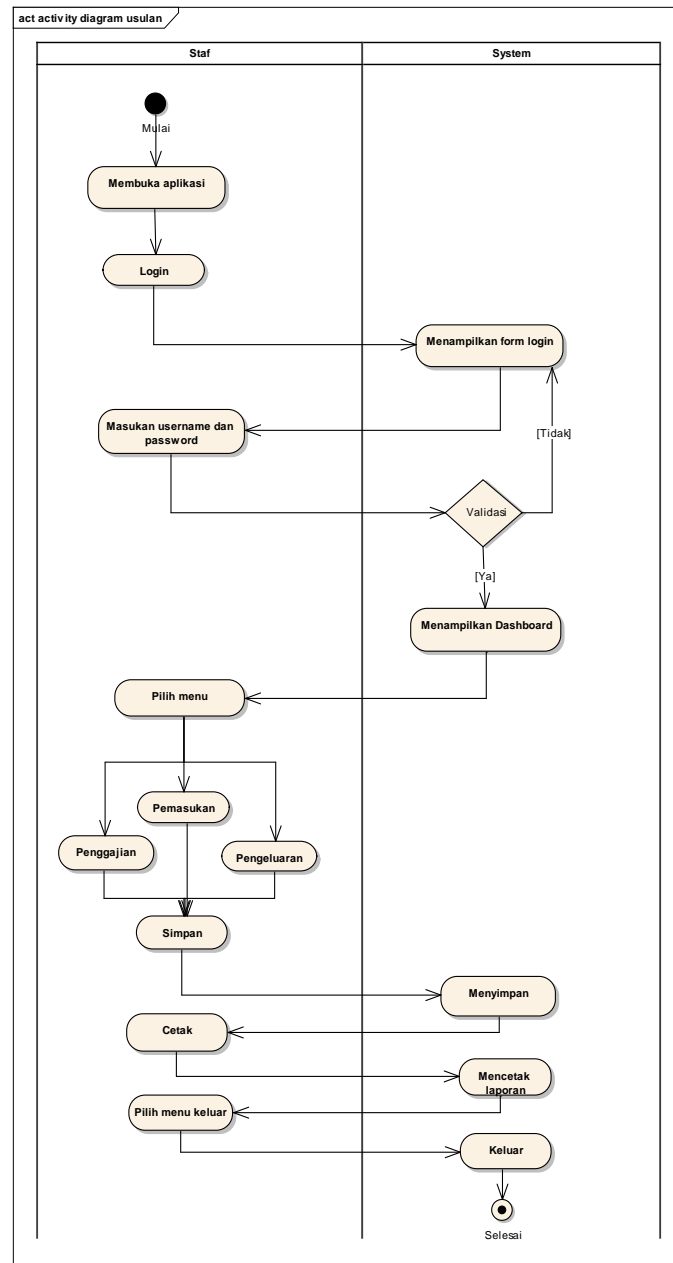 act activity diagram usulan
Staf
System
Mulai
Membuka aplikasi
Login
Menampilkan form login
Masukan username dan
password
[Tidak]
Validasi
[Ya]
Menampilkan Dashboard
Pilih menu
Pemasukan
Penggajian
Pengeluaran
Simpan
Menyimpan
Cetak
Mencetak
laporan
Pilih menu keluar
Keluar
Selesai